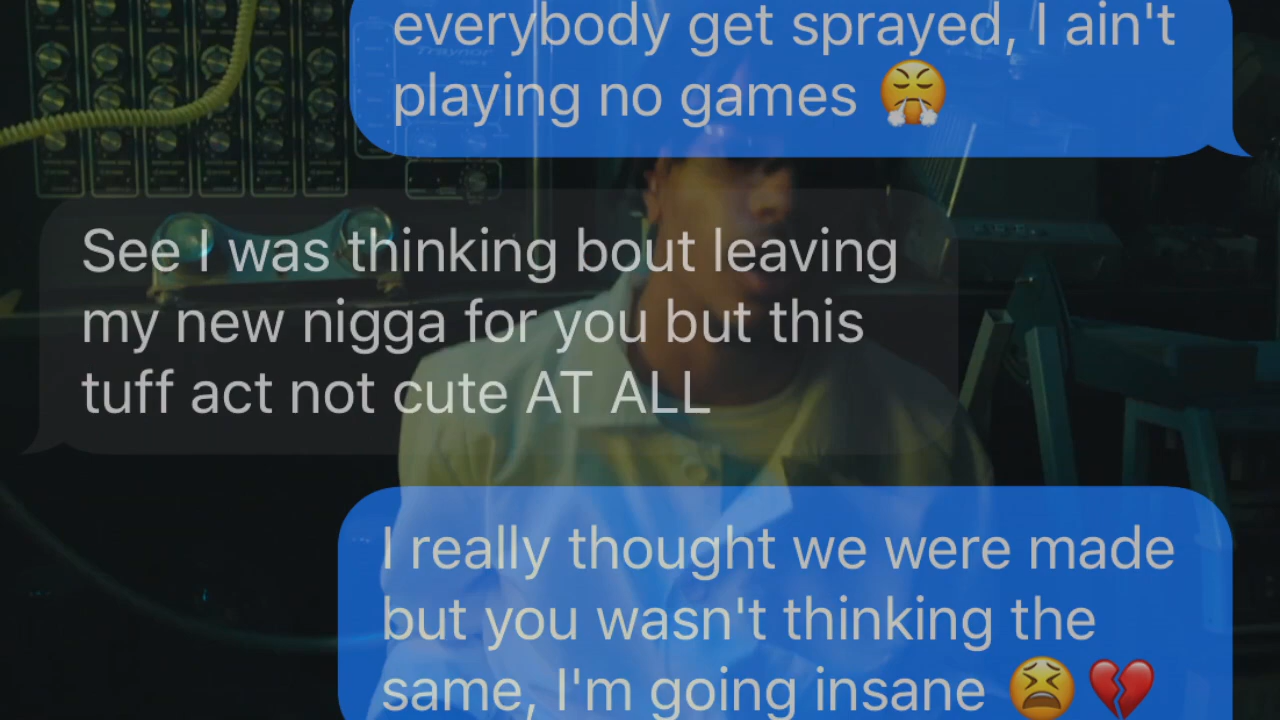 Traynor
everybody get sprayed, I ain't
playing no games 😤
See I was thinking bout leaving
my new nigga for you but this
tuff act not cute AT ALL
I really thought we were made
but you wasn't thinking the
same, I'm going insane 😫 💔